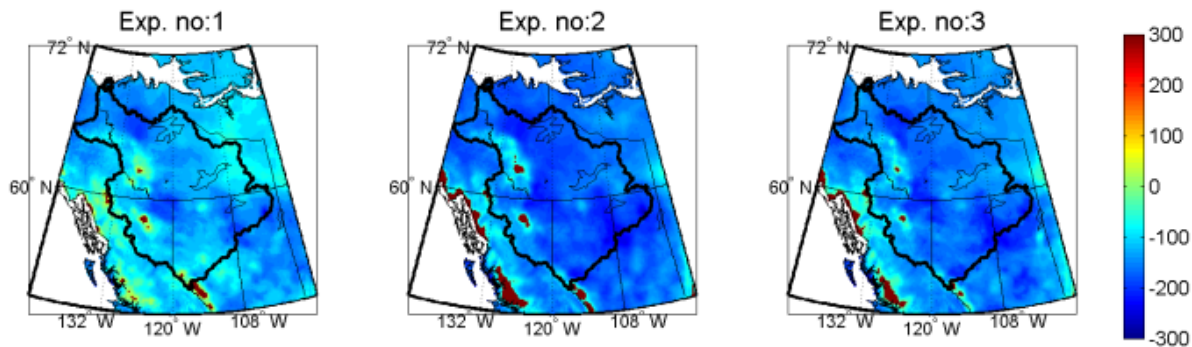 Exp. no:1
Exp. no:2
Exp. no:3
72° N
72° N
72° N
60° N
60° N
60° N
132° W
120° W
108° W
132° W
120° W
108° W
132° W
120° W
108° W
300
200
100
0
-100
-200
-300